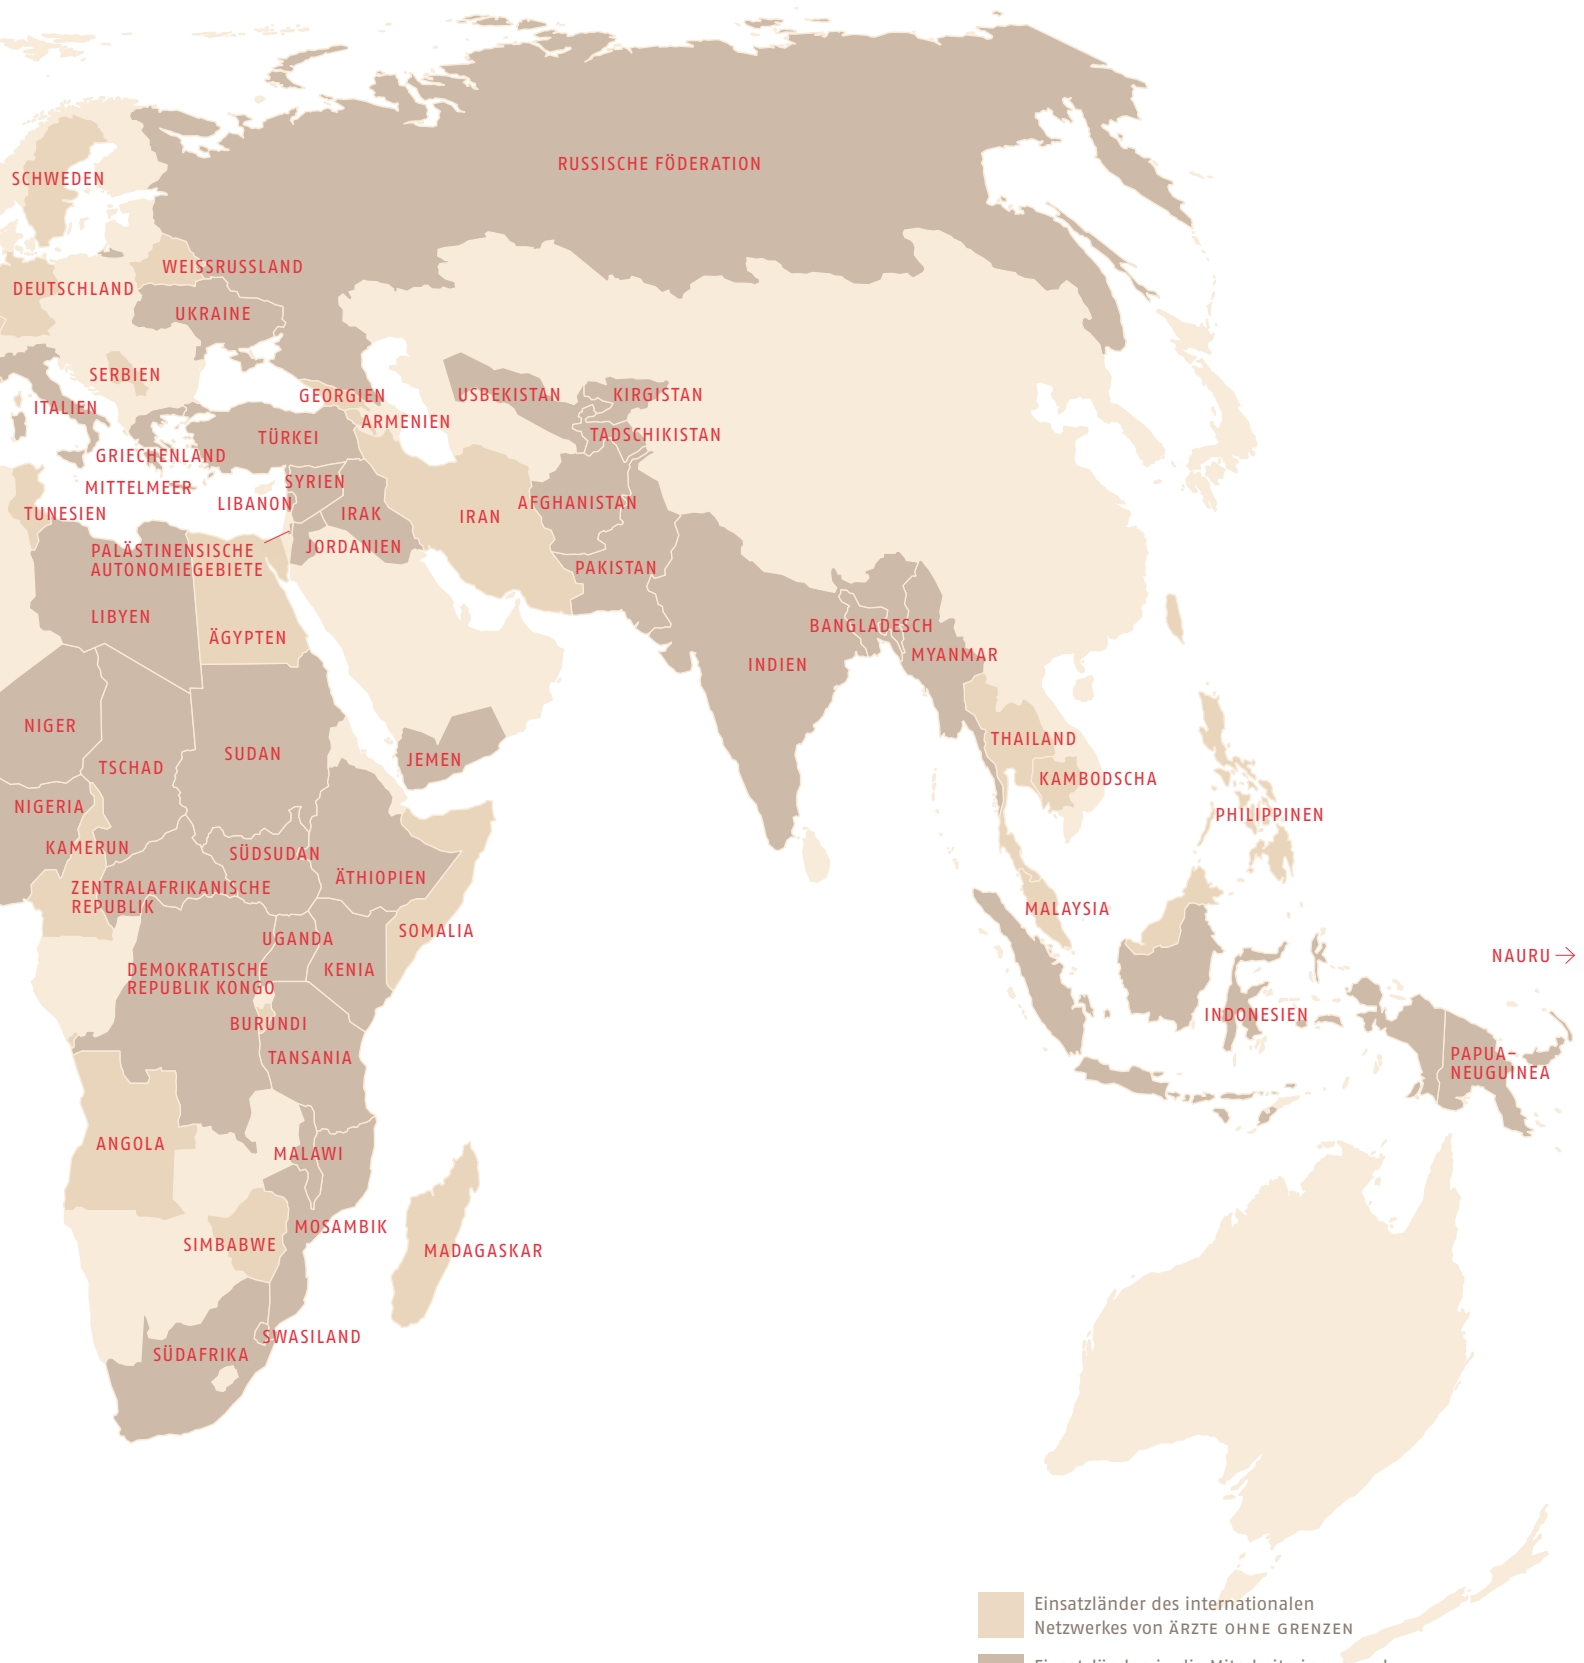 RUSSISCHE FÖDERATION
SCHWEDEN
WEISSRUSSLAND
DEUTSCHLAND
UKRAINE
SERBIEN
GEORGIEN
USBEKISTAN
KIRGISTAN
ITALIEN
ARMENIEN
TÜRKEI
TADSCHIKISTAN
GRIECHENLAND
SYRIEN
MITTELMEER
LIBANON
AFGHANISTAN
TUNESIEN
IRAK
IRAN
JORDANIEN
PALÄSTINENSISCHE
AUTONOMIEGEBIETE
PAKISTAN
LIBYEN
ÄGYPTEN
BANGLADESCH
MYANMAR
INDIEN
NIGER
THAILAND
SUDAN
JEMEN
TSCHAD
KAMBODSCHA
NIGERIA
PHILIPPINEN
KAMERUN
SÜDSUDAN
ÄTHIOPIEN
ZENTRALAFRIKANISCHE
REPUBLIK
MALAYSIA
SOMALIA
UGANDA
NAURU →
DEMOKRATISCHE
REPUBLIK KONGO
KENIA
INDONESIEN
BURUNDI
TANSANIA
PAPUA-
NEUGUINEA
ANGOLA
MALAWI
MOSAMBIK
SIMBABWE
MADAGASKAR
SWASILAND
SÜDAFRIKA
Einsatzländer des internationalen
Netzwerkes von ÄRZTE OHNE GRENZEN